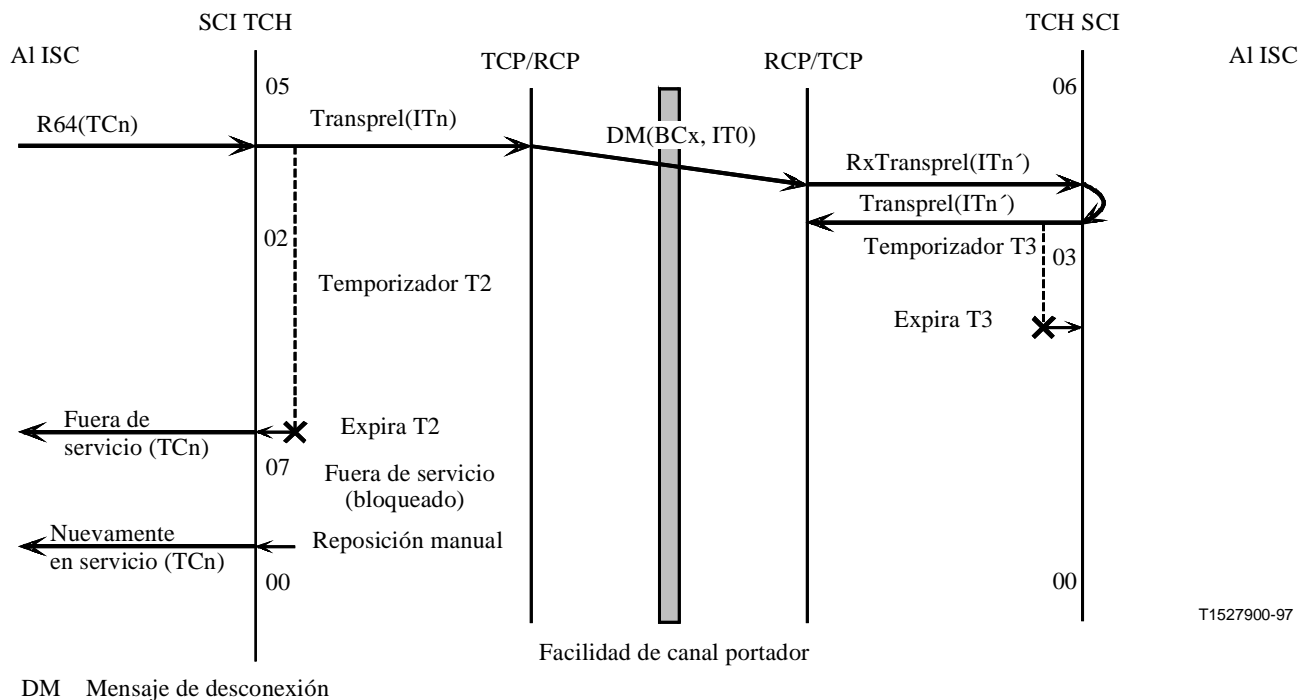 SCI TCH
TCH SCI
Al ISC
Al ISC
TCP/RCP
RCP/TCP
05
06
R64(TCn)
Transprel(ITn)
DM(BCx, IT0)
RxTransprel(ITn´)
Transprel(ITn´)
02
Temporizador T3
03
Temporizador T2
Expira T3
Fuera de
servicio (TCn)
Expira T2
07
Fuera de servicio
(bloqueado)
Nuevamente
en servicio (TCn)
Reposición manual
00
00
T1527900-97
Facilidad de canal portador
DM Mensaje de desconexión